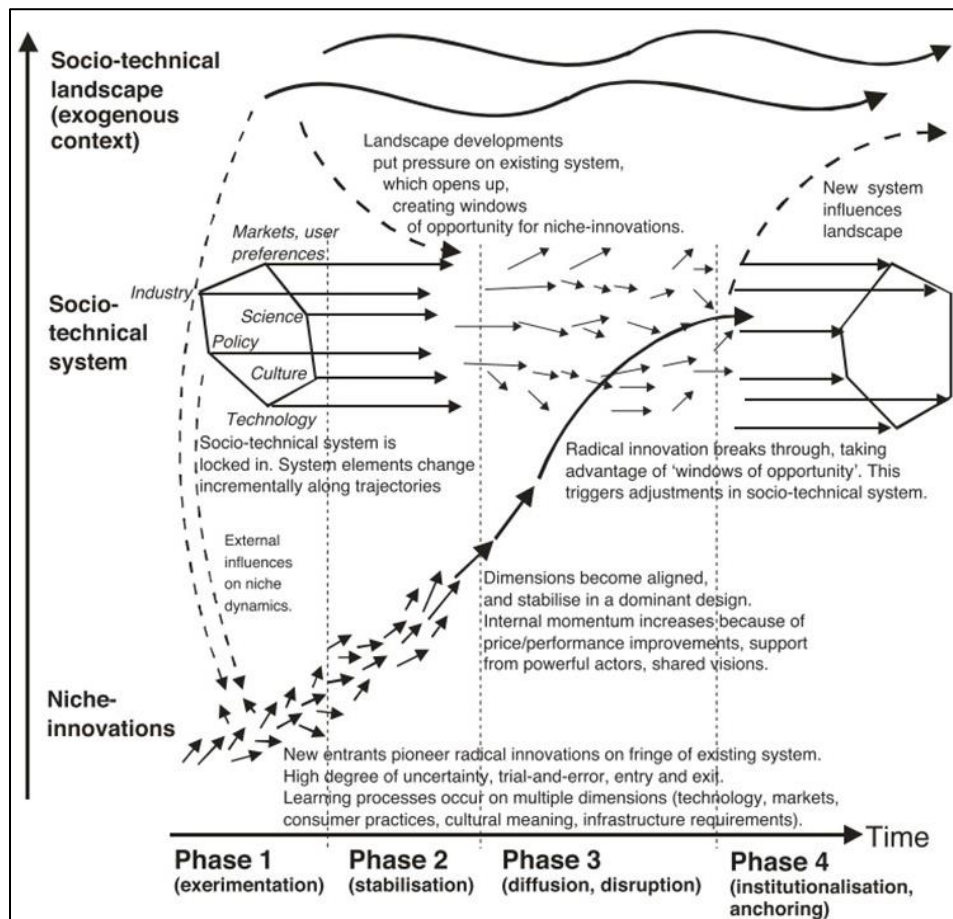 Socio-technical
landscape
(exogenous
context)
Landscape developments
put pressure on existing system,
which opens up,
creating windows
of opportunity for niche-innovations.
New system
influences
landscape
Markets, user
preferences
Industry
Science
Policy
Culture
Technology
Socio-
technical
system
Socio-technical system is
locked in. System elements change
incrementally along trajectories
Radical innovation breaks through, taking
advantage of 'windows of opportunity'. This
triggers adjustments in socio-technical system.
External
influences
on niche
dynamics.
Dimensions become aligned,
and stabilise in a dominant design.
Internal momentum increases because of
price/performance improvements, support
from powerful actors, shared visions.
Niche-
innovations
New entrants pioneer radical innovations on fringe of existing system.
High degree of uncertainty, trial-and-error, entry and exit.
Learning processes occur on multiple dimensions (technology, markets,
consumer practices, cultural meaning, infrastructure requirements).
Time
Phase 1
(exerimentation)
Phase 2
(stabilisation)
Phase 3
(diffusion, disruption)
Phase 4
(institutionalisation,
anchoring)